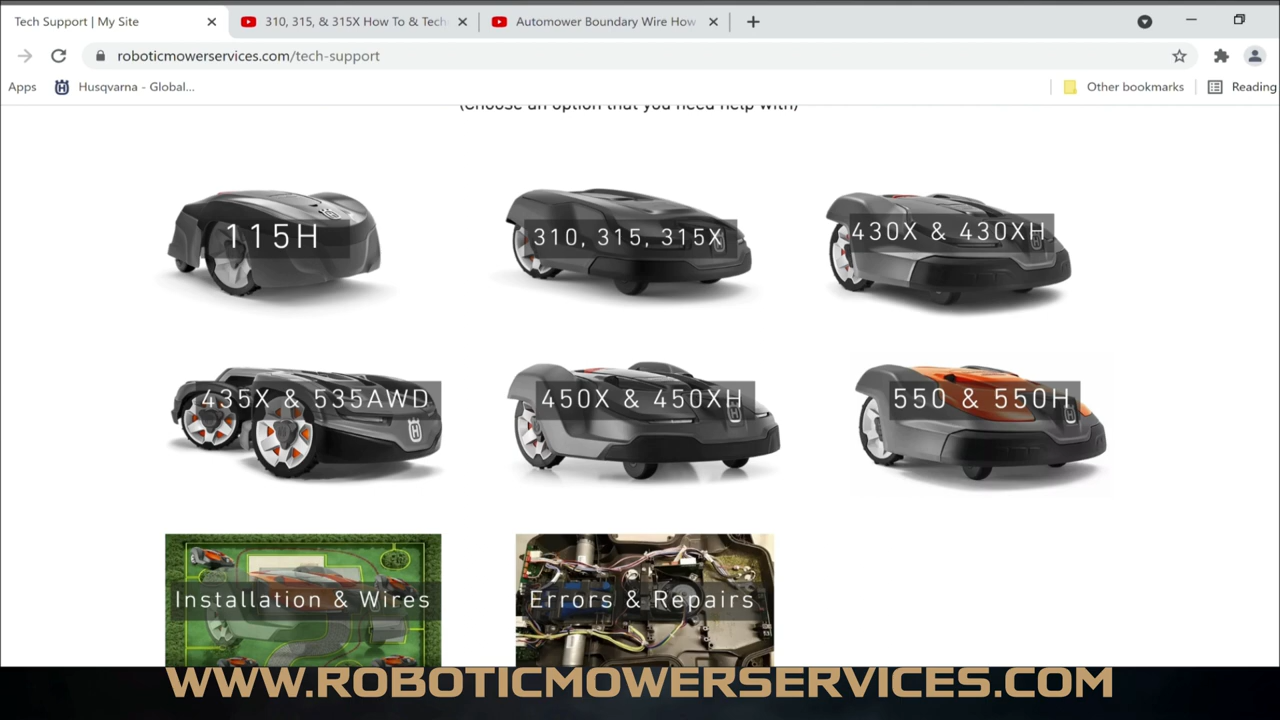 Tech Support | My Site
310, 315, & 315X How To & Tech
Automower Boundary Wire How
roboticmowerservices.com/tech-support
Apps
Husqvarna - Global...
Other bookmarks
Reading
(Choose an option that you need help with)
115H
310, 315, 315X
430X & 430XH
435X & 535AWD
450X & 450XH
550 & 550H
Installation & Wires
Errors & Repairs
WWW.ROBOTICMOWERSERVICES.COM